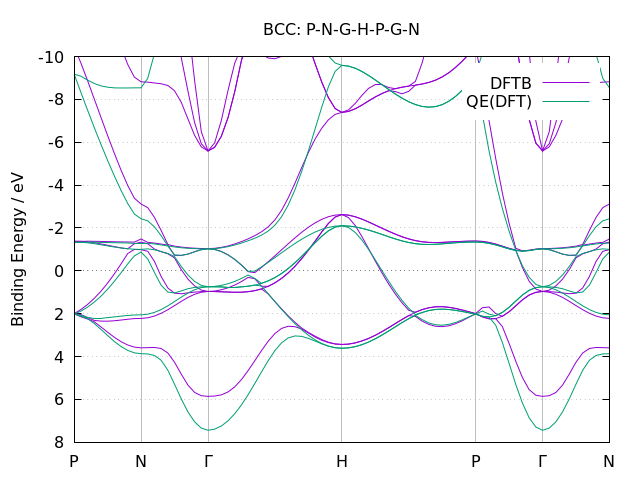 BCC: P-N-G-H-P-G-N
-10
-8
-6
-4
-2
0
2
4
6
8
Binding Energy / eV
DFTB
QE(DFT)
P N Γ H P Γ N